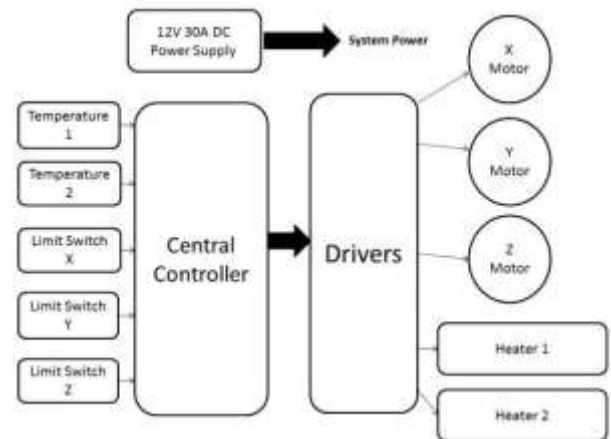 12V 30A DC
Power Supply
System Power
X
Motor
Temperature
1
Temperature
2
Limit Switch
X
Limit Switch
Y
Limit Switch
Z
Central
Controller
Drivers
Y
Motor
Z
Motor
Heater 1
Heater 2